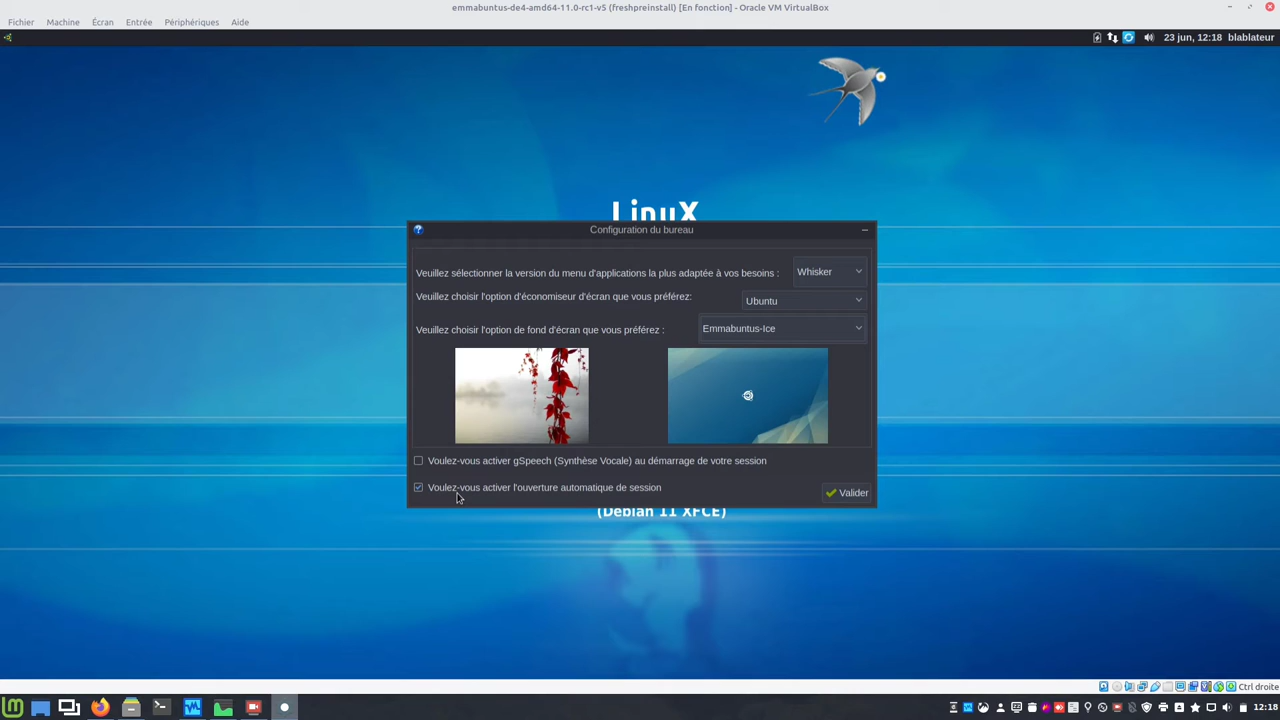 emmabuntus-de4-amd64-11.0-rc1-v5 (freshpreinstall) [En fonction] - Oracle VM VirtualBox
Fichier Machine Écran Entrée Périphériques Aide
23 jun, 12:18 blablateur
LinuX
Configuration du bureau
Veuillez sélectionner la version du menu d'applications la plus adaptée à vos besoins : Whisker
Veuillez choisir l'option d'économiseur d'écran que vous préférez: Ubuntu
Veuillez choisir l'option de fond d'écran que vous préférez : Emmabuntus-Ice
Voulez-vous activer gSpeech (Synthèse Vocale) au démarrage de votre session
Voulez-vous activer l'ouverture automatique de session
Valider
(Debian 11 XFCE)
Ctrl droite
12:18